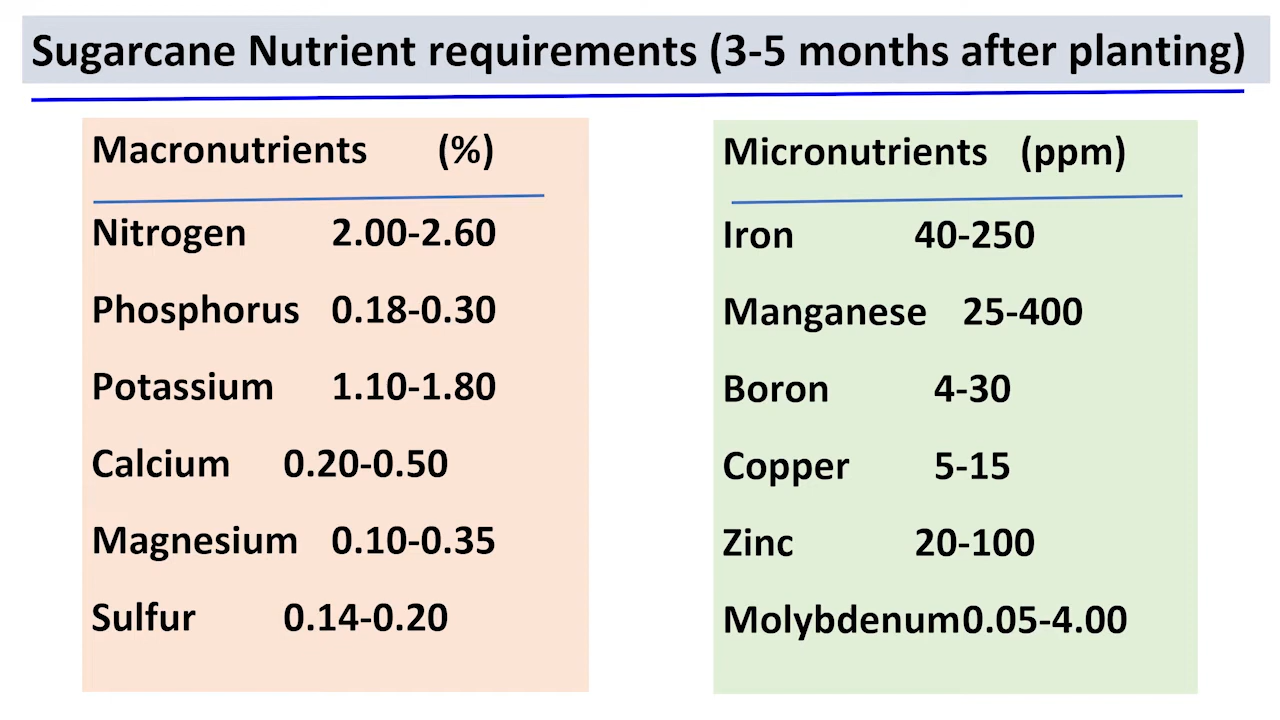 Sugarcane Nutrient requirements (3-5 months after planting)
Macronutrients (%)
Nitrogen 2.00-2.60
Phosphorus 0.18-0.30
Potassium 1.10-1.80
Calcium 0.20-0.50
Magnesium 0.10-0.35
Sulfur 0.14-0.20
Micronutrients (ppm)
Iron 40-250
Manganese 25-400
Boron 4-30
Copper 5-15
Zinc 20-100
Molybdenum0.05-4.00